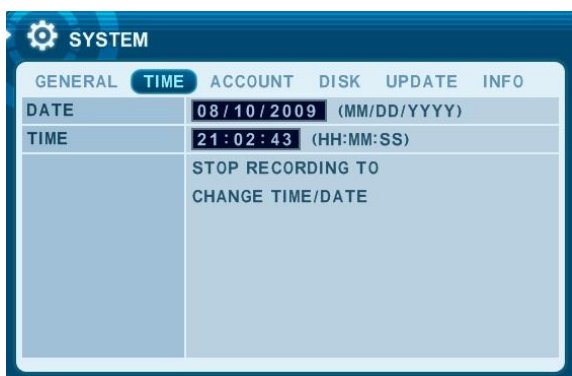 SYSTEM
GENERAL TIME ACCOUNT DISK UPDATE INFO
DATE 08/10/2009 (MM/DD/YYYY)
TIME 21:02:43 (HH:MM:SS)
STOP RECORDING TO
CHANGE TIME/DATE